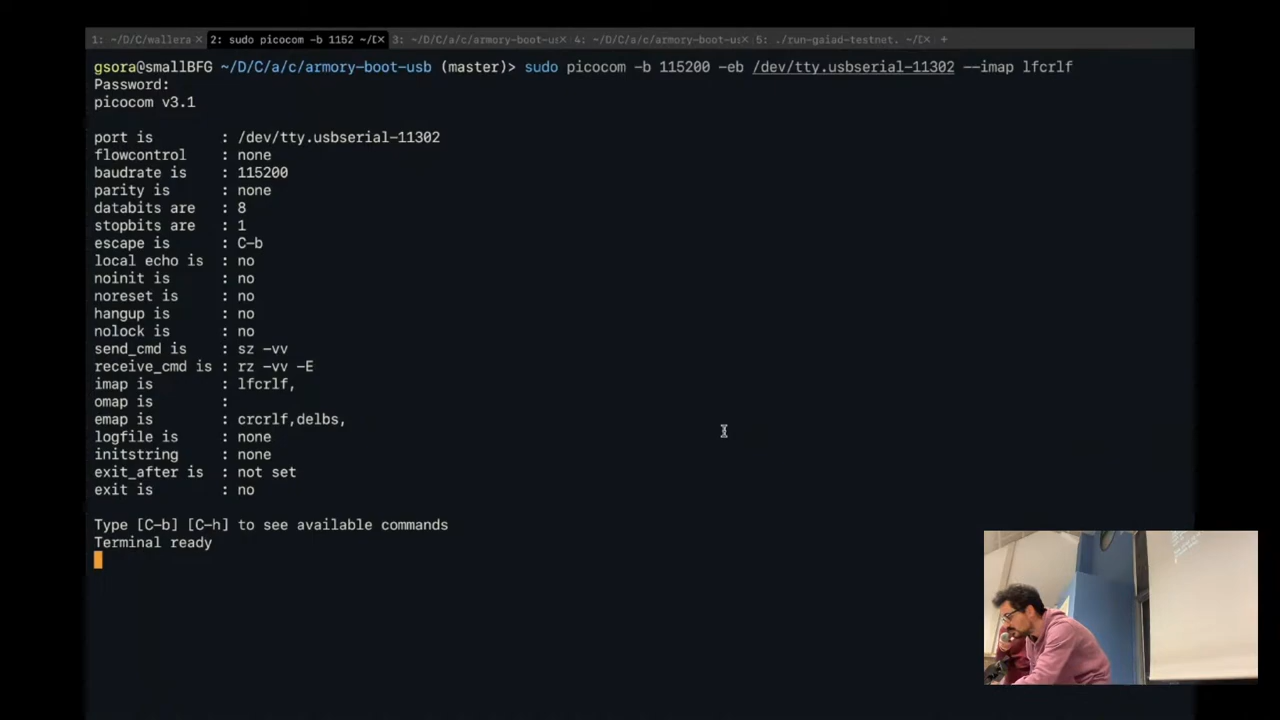 1: ~/D/C/wallera × 2: sudo picocom -b 1152 ~/D× 3: ~/D/C/a/c/armory-boot-us× 4: ~/D/C/a/c/armory-boot-us× 5: ./run-gaiad-testnet. ~/D× +
gsora@smallBFG ~/D/C/a/c/armory-boot-usb (master)> sudo picocom -b 115200 -eb /dev/tty.usbserial-11302 --imap lfcrlf
Password:
picocom v3.1
port is : /dev/tty.usbserial-11302
flowcontrol : none
baudrate is : 115200
parity is : none
databits are : 8
stopbits are : 1
escape is : C-b
local echo is : no
noinit is : no
noreset is : no
hangup is : no
nolock is : no
send_cmd is : sz -vv
receive_cmd is : rz -vv -E
imap is : lfcrlf,
omap is :
emap is : crcrlf,delbs,
logfile is : none
initstring : none
exit_after is : not set
exit is : no
Type [C-b] [C-h] to see available commands
Terminal ready